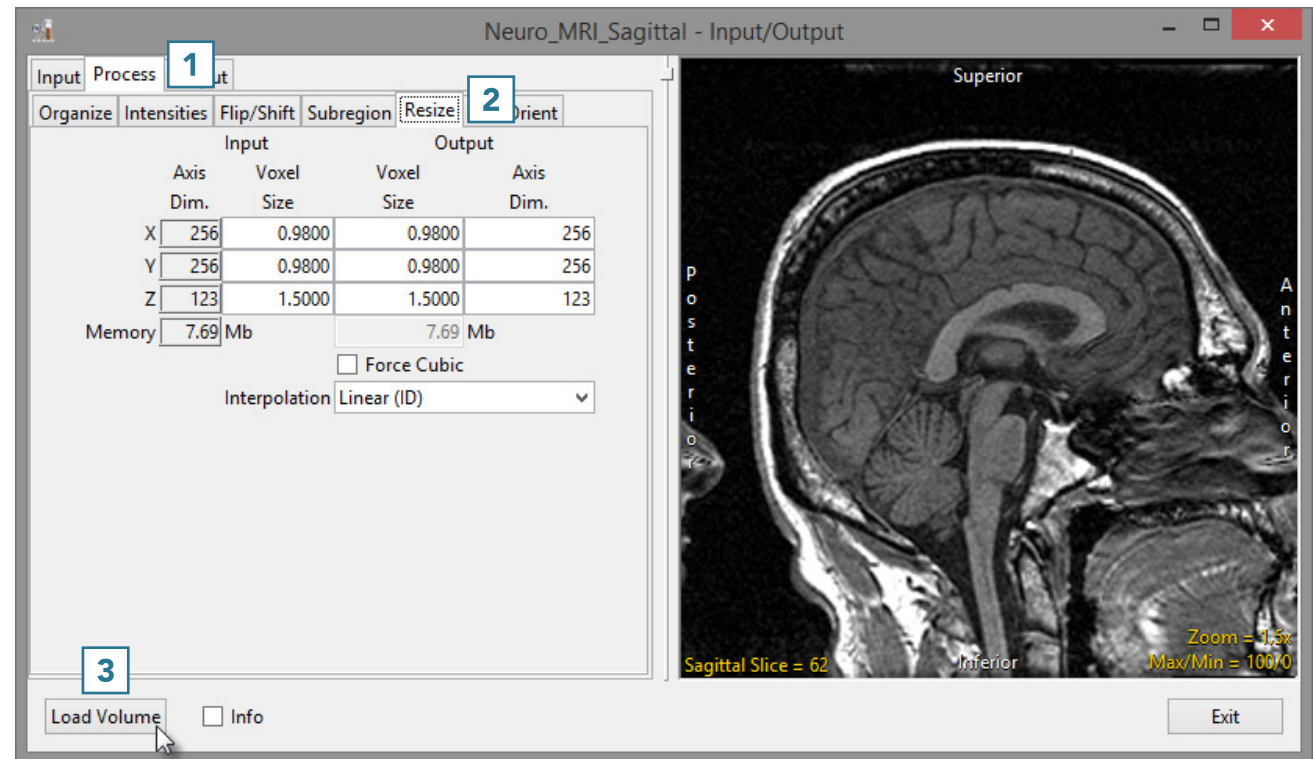 Neuro_MRI_Sagittal - Input/Output
Input Process 1 ut
Organize Intensities Flip/Shift Subregion Resize 2 Orient
Input Output
Axis Voxel Voxel Axis
Dim. Size Size Dim.
X 256 0.9800 0.9800 256
Y 256 0.9800 0.9800 256
Z 123 1.5000 1.5000 123
Memory 7.69 Mb 7.69 Mb
Force Cubic
Interpolation Linear (ID)
Superior
Posterior
Anterior
Zoom = 1.5x
Sagittal Slice = 62 Inferior Max/Min = 100/0
3
Load Volume Info Exit